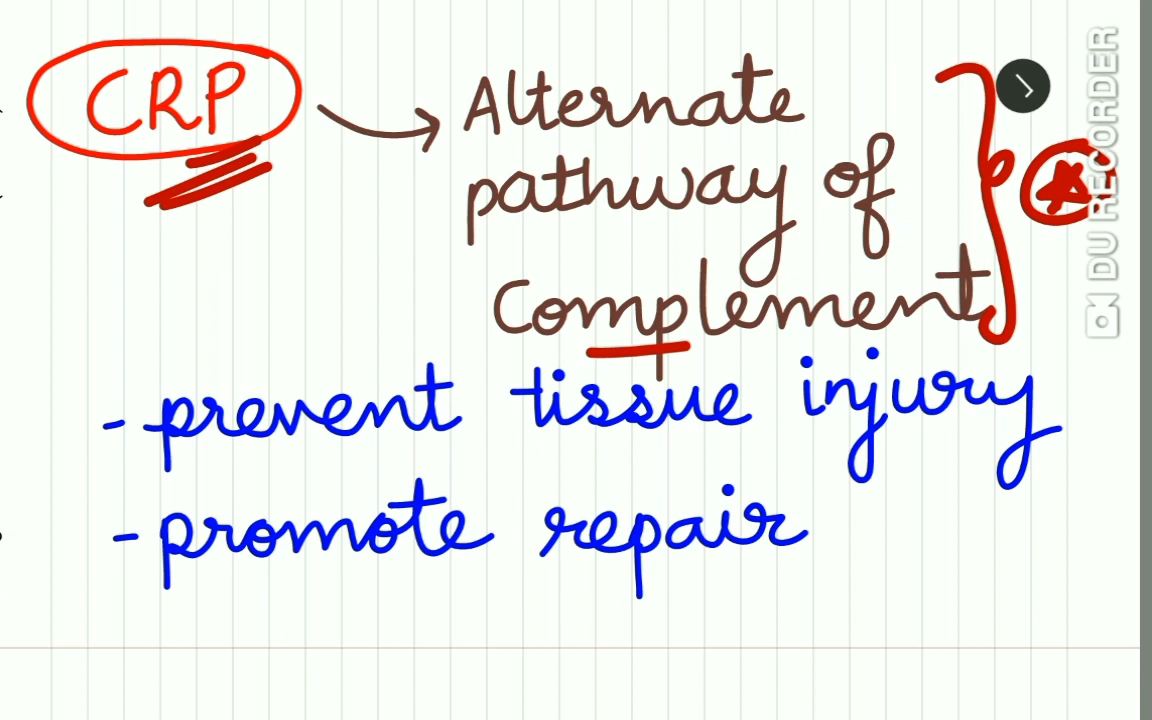 CRP → Alternate
pathway of
Complement
- prevent tissue injury
- promote repair
DU RECORDER